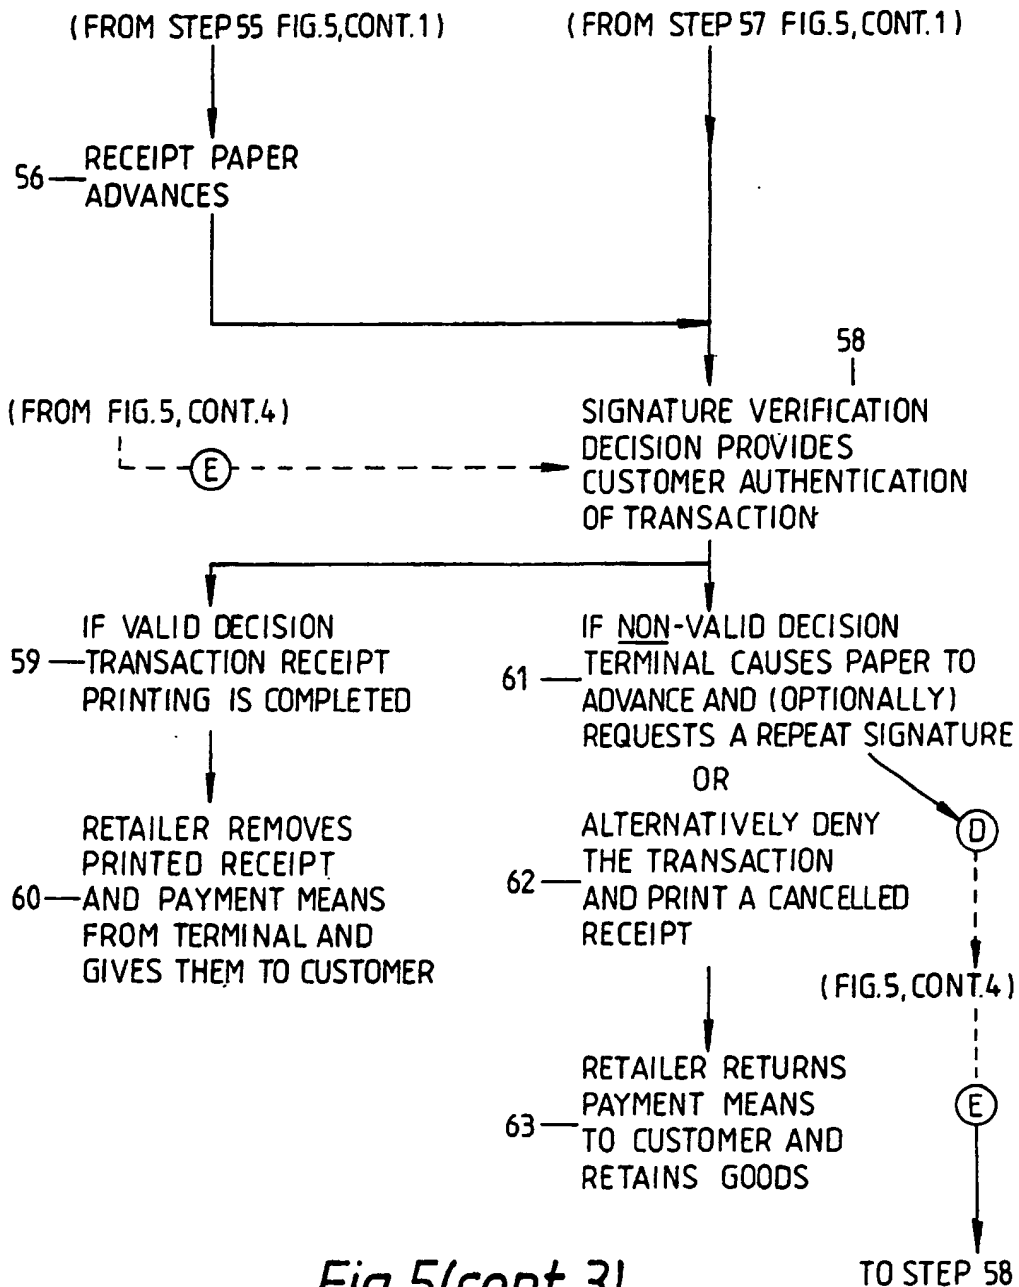 (FROM STEP 55 FIG.5, CONT.1)
(FROM STEP 57 FIG.5, CONT.1)
56
RECEIPT PAPER
ADVANCES
58
(FROM FIG.5, CONT.4)
E
SIGNATURE VERIFICATION
DECISION PROVIDES
CUSTOMER AUTHENTICATION
OF TRANSACTION
59
IF VALID DECISION
TRANSACTION RECEIPT
PRINTING IS COMPLETED
61
IF NON-VALID DECISION
TERMINAL CAUSES PAPER TO
ADVANCE AND (OPTIONALLY)
REQUESTS A REPEAT SIGNATURE
OR
60
RETAILER REMOVES
PRINTED RECEIPT
AND PAYMENT MEANS
FROM TERMINAL AND
GIVES THEM TO CUSTOMER
62
ALTERNATIVELY DENY
THE TRANSACTION
AND PRINT A CANCELLED
RECEIPT
D
(FIG.5, CONT.4)
63
RETAILER RETURNS
PAYMENT MEANS
TO CUSTOMER AND
RETAINS GOODS
E
TO STEP 58
Fig.5(cont.3)